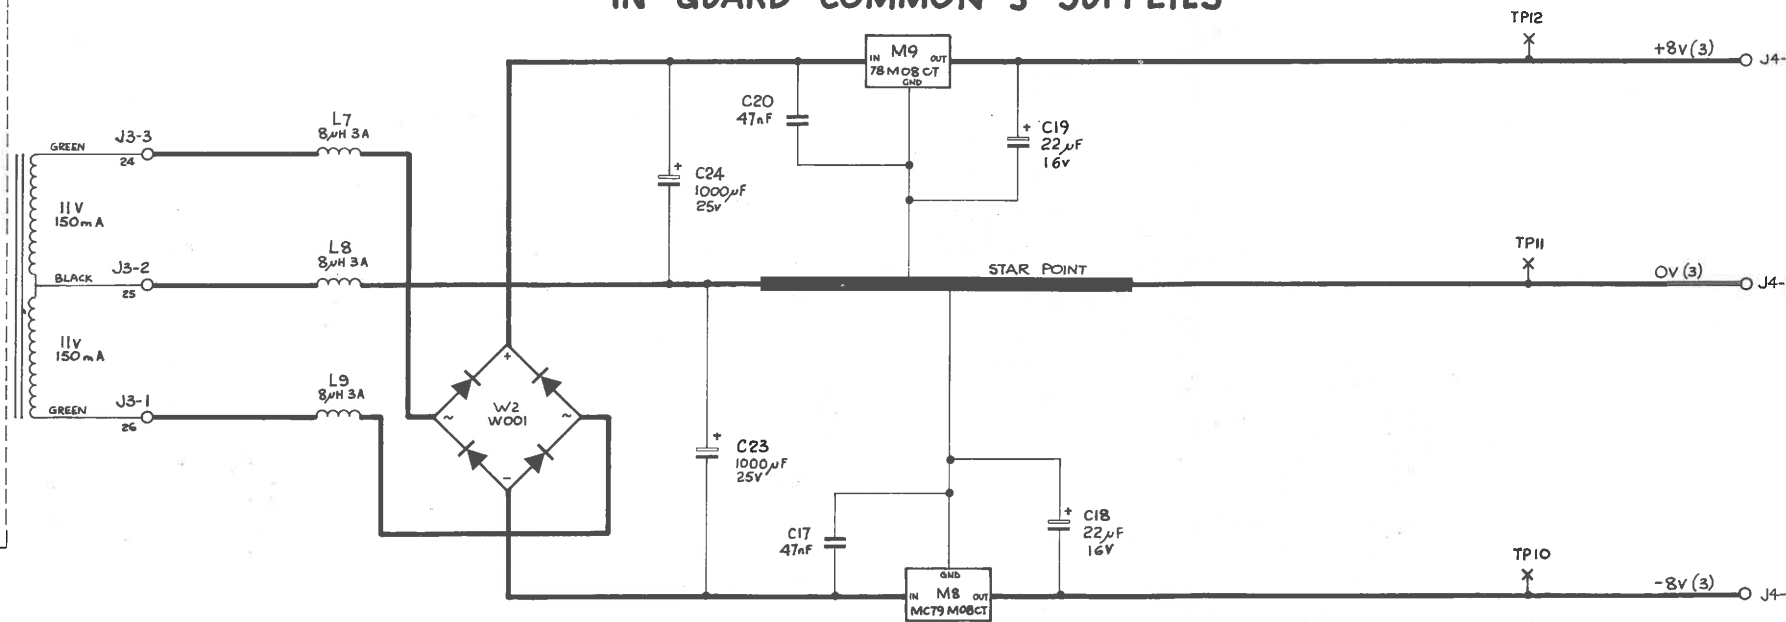 IN GUARD COMMON 3 SUPPLIES
TP12
+8V (3)
J4-
M9
IN OUT
78M08CT
GND
C20
47nF
+ C19
22µF
16V
L7
8µH 3A
J3-3
GREEN
24
+
C24
1000µF
25V
11V
150mA
L8
8µH 3A
J3-2
BLACK
25
STAR POINT
TP11
0V (3)
J4-
11V
150mA
L9
8µH 3A
J3-1
GREEN
26
+
~ ~
W2
W001
-
+
C23
1000µF
25V
C17
47nF
+ C18
22µF
16V
GND
IN M8 OUT
MC79M08CT
TP10
-8V (3)
J4-